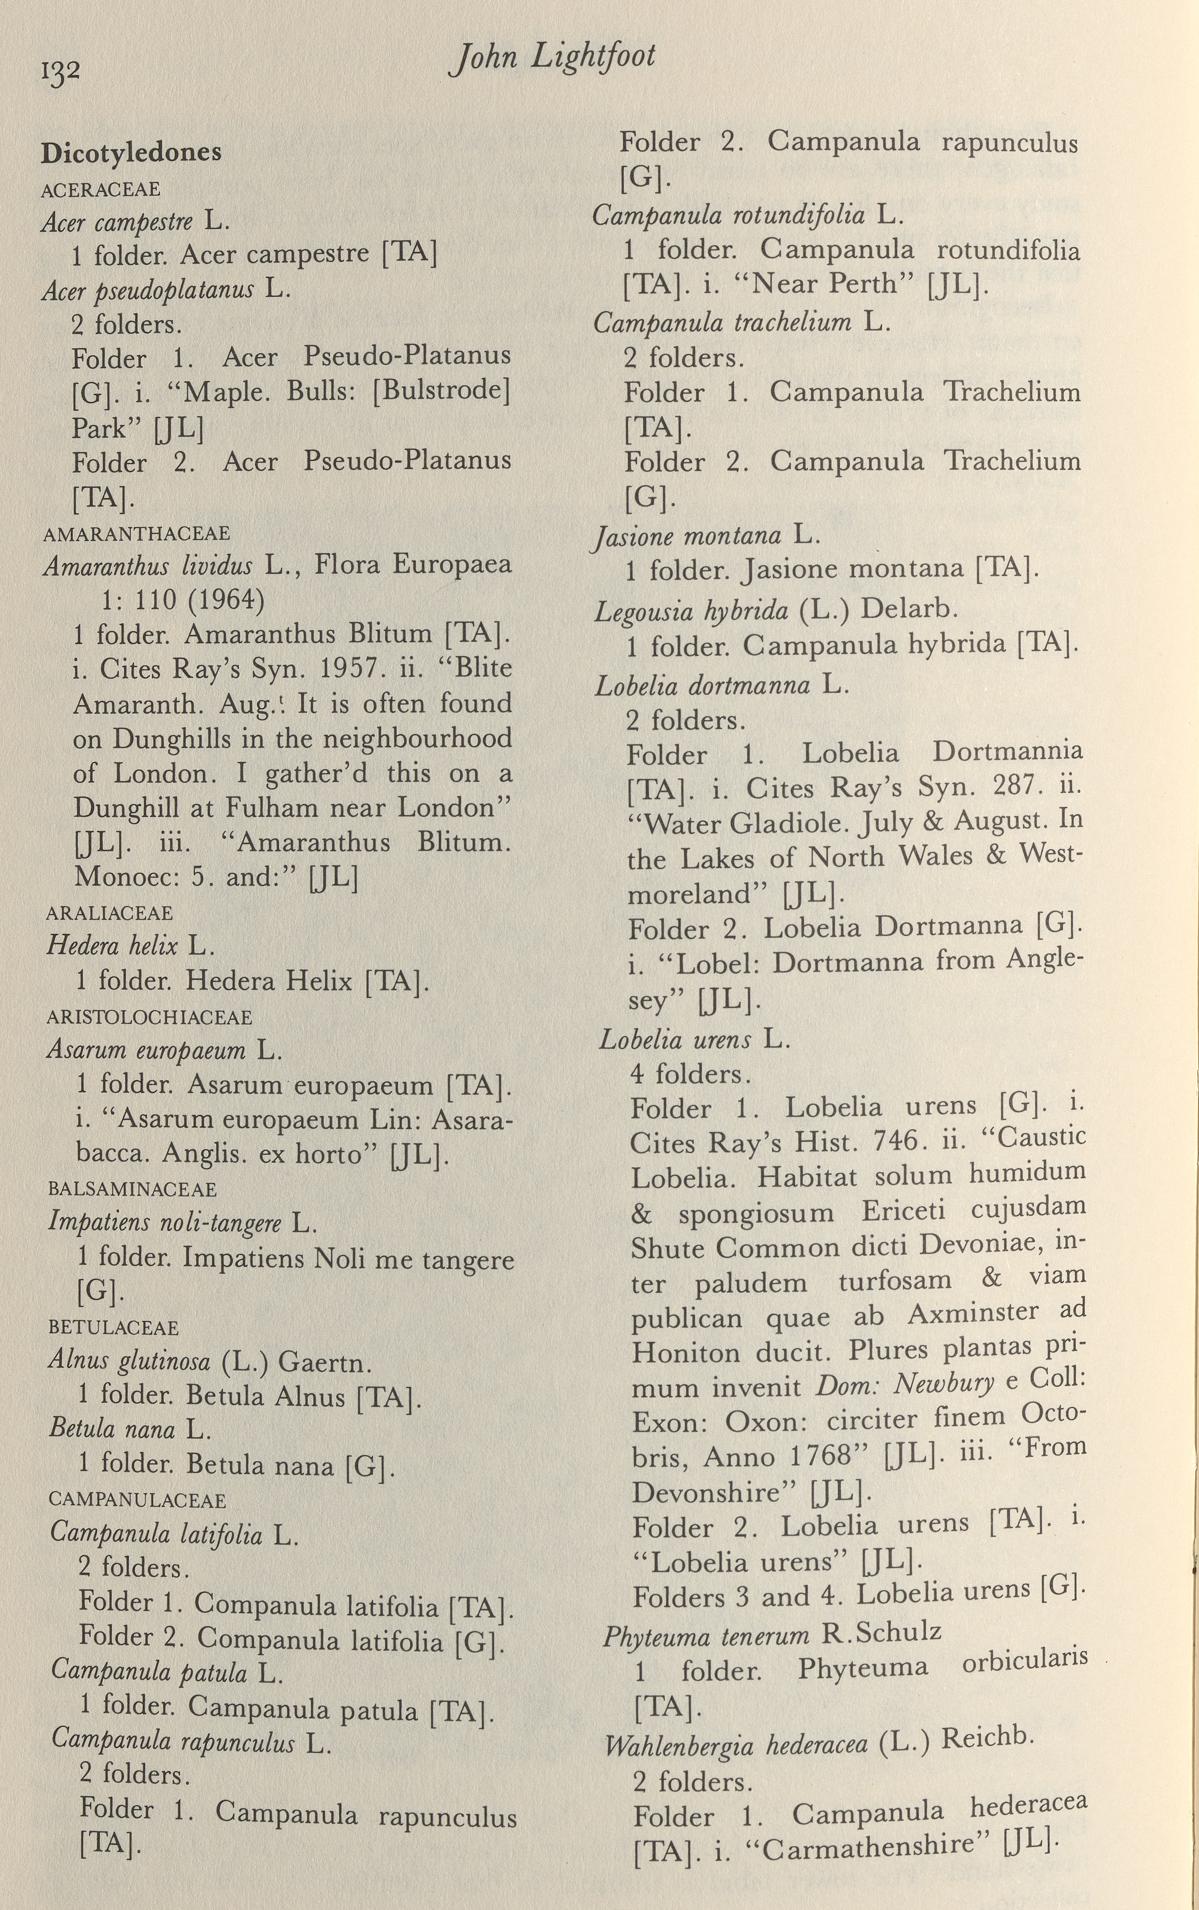 132
John Lightfoot
Dicotyledones
ACERACEAE
Acer campestre L.
1 folder. Acer campestre [TA]
Acer pseudoplatanus L.
2 folders.
Folder 1. Acer Pseudo-Platanus
[G]. i. “Maple. Bulls: [Bulstrode]
Park” [JL]
Folder 2. Acer Pseudo-Platanus
[TA].
AMARANTHACEAE
Amaranthus lividus L., Flora Europaea
1: 110 (1964)
1 folder. Amaranthus Blitum [TA].
i. Cites Ray’s Syn. 1957. ii. “Blite
Amaranth. Aug.ᵗ It is often found
on Dunghills in the neighbourhood
of London. I gather’d this on a
Dunghill at Fulham near London”
[JL]. iii. “Amaranthus Blitum.
Monoec: 5. and:” [JL]
ARALIACEAE
Hedera helix L.
1 folder. Hedera Helix [TA].
ARISTOLOCHIACEAE
Asarum europaeum L.
1 folder. Asarum europaeum [TA].
i. “Asarum europaeum Lin: Asara-
bacca. Anglis. ex horto” [JL].
BALSAMINACEAE
Impatiens noli-tangere L.
1 folder. Impatiens Noli me tangere
[G].
BETULACEAE
Alnus glutinosa (L.) Gaertn.
1 folder. Betula Alnus [TA].
Betula nana L.
1 folder. Betula nana [G].
CAMPANULACEAE
Campanula latifolia L.
2 folders.
Folder 1. Companula latifolia [TA].
Folder 2. Companula latifolia [G].
Campanula patula L.
1 folder. Campanula patula [TA].
Campanula rapunculus L.
2 folders.
Folder 1. Campanula rapunculus
[TA].
Folder 2. Campanula rapunculus
[G].
Campanula rotundifolia L.
1 folder. Campanula rotundifolia
[TA]. i. “Near Perth” [JL].
Campanula trachelium L.
2 folders.
Folder 1. Campanula Trachelium
[TA].
Folder 2. Campanula Trachelium
[G].
Jasione montana L.
1 folder. Jasione montana [TA].
Legousia hybrida (L.) Delarb.
1 folder. Campanula hybrida [TA].
Lobelia dortmanna L.
2 folders.
Folder 1. Lobelia Dortmannia
[TA]. i. Cites Ray’s Syn. 287. ii.
“Water Gladiole. July & August. In
the Lakes of North Wales & West-
moreland” [JL].
Folder 2. Lobelia Dortmanna [G].
i. “Lobel: Dortmanna from Angle-
sey” [JL].
Lobelia urens L.
4 folders.
Folder 1. Lobelia urens [G]. i.
Cites Ray’s Hist. 746. ii. “Caustic
Lobelia. Habitat solum humidum
& spongiosum Ericeti cujusdam
Shute Common dicti Devoniae, in-
ter paludem turfosam & viam
publican quae ab Axminster ad
Honiton ducit. Plures plantas pri-
mum invenit Dom: Newbury e Coll:
Exon: Oxon: circiter finem Octo-
bris, Anno 1768” [JL]. iii. “From
Devonshire” [JL].
Folder 2. Lobelia urens [TA]. i.
“Lobelia urens” [JL].
Folders 3 and 4. Lobelia urens [G].
Phyteuma tenerum R.Schulz
1 folder. Phyteuma orbicularis
[TA].
Wahlenbergia hederacea (L.) Reichb.
2 folders.
Folder 1. Campanula hederacea
[TA]. i. “Carmathenshire” [JL].